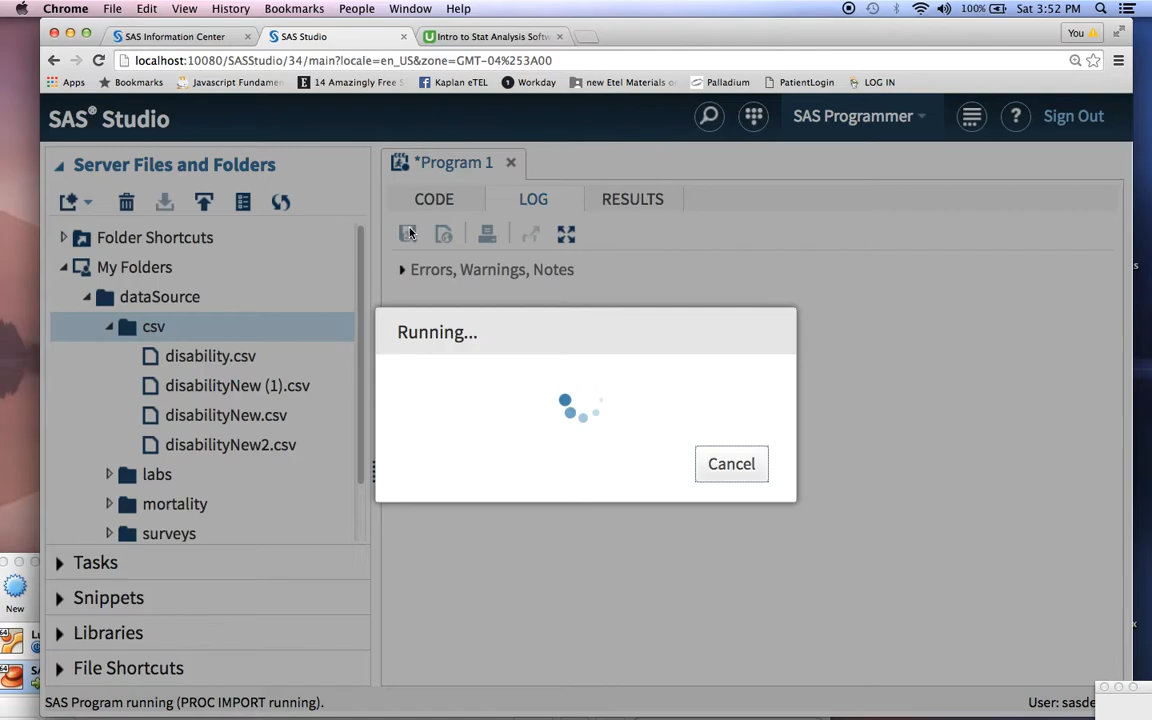 Chrome File Edit View History Bookmarks People Window Help 100% Sat 3:52 PM
SAS Information Center SAS Studio Intro to Stat Analysis Softw You
localhost:10080/SASStudio/34/main?locale=en_US&zone=GMT-04%253A00
Apps Bookmarks Javascript Fundament 14 Amazingly Free S Kaplan eTEL Workday new Etel Materials o Palladium PatientLogin LOG IN
SAS® Studio SAS Programmer Sign Out
Server Files and Folders
*Program 1
CODE LOG RESULTS
Folder Shortcuts
My Folders
Errors, Warnings, Notes
dataSource
csv
Running...
disability.csv
disabilityNew (1).csv
disabilityNew.csv
disabilityNew2.csv
Cancel
labs
mortality
surveys
Tasks
Snippets
Libraries
File Shortcuts
New
SAS Program running (PROC IMPORT running). User: sasde